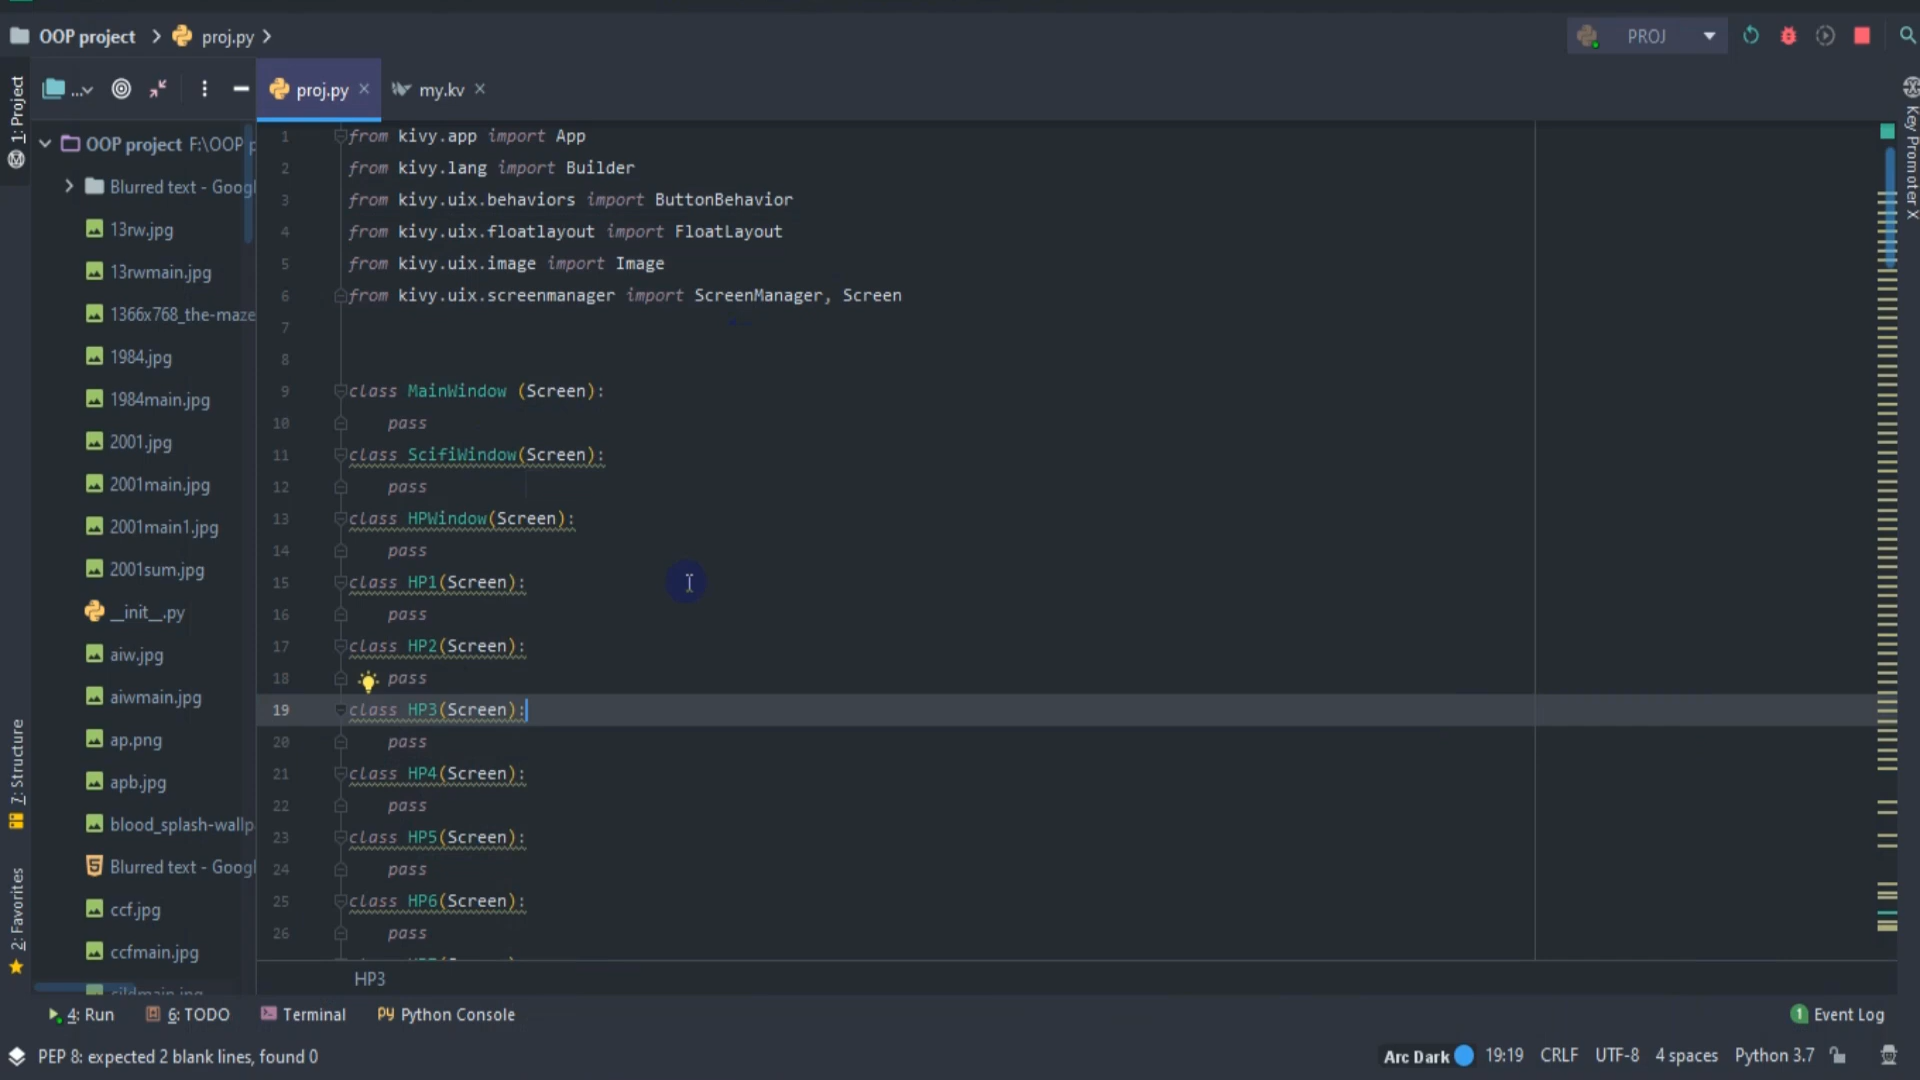 OOP project
proj.py
PROJ
...
proj.py
my.kv
1: Project
OOP project F:\OOP p
Blurred text - Googl
13rw.jpg
13rwmain.jpg
1366x768_the-maze
1984.jpg
1984main.jpg
2001.jpg
2001main.jpg
2001main1.jpg
2001sum.jpg
__init__.py
aiw.jpg
aiwmain.jpg
ap.png
apb.jpg
blood_splash-wallp
Blurred text - Googl
ccf.jpg
ccfmain.jpg
7: Structure
2: Favorites
1 from kivy.app import App
2 from kivy.lang import Builder
3 from kivy.uix.behaviors import ButtonBehavior
4 from kivy.uix.floatlayout import FloatLayout
5 from kivy.uix.image import Image
6 from kivy.uix.screenmanager import ScreenManager, Screen
7
8
9 class MainWindow (Screen):
10 pass
11 class ScifiWindow(Screen):
12 pass
13 class HPWindow(Screen):
14 pass
15 class HP1(Screen):
16 pass
17 class HP2(Screen):
18 pass
19 class HP3(Screen):
20 pass
21 class HP4(Screen):
22 pass
23 class HP5(Screen):
24 pass
25 class HP6(Screen):
26 pass
HP3
Key Promoter X
4: Run
6: TODO
Terminal
Python Console
1 Event Log
PEP 8: expected 2 blank lines, found 0
Arc Dark
19:19
CRLF
UTF-8
4 spaces
Python 3.7